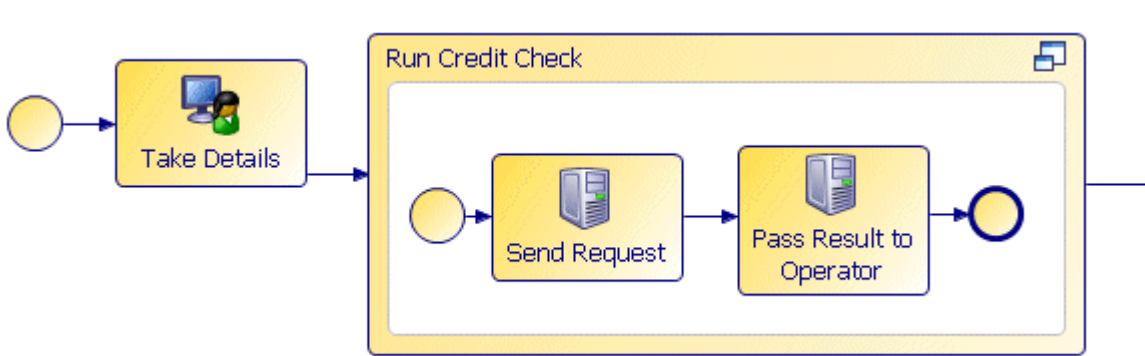 Run Credit Check
Take Details
Send Request
Pass Result to
Operator